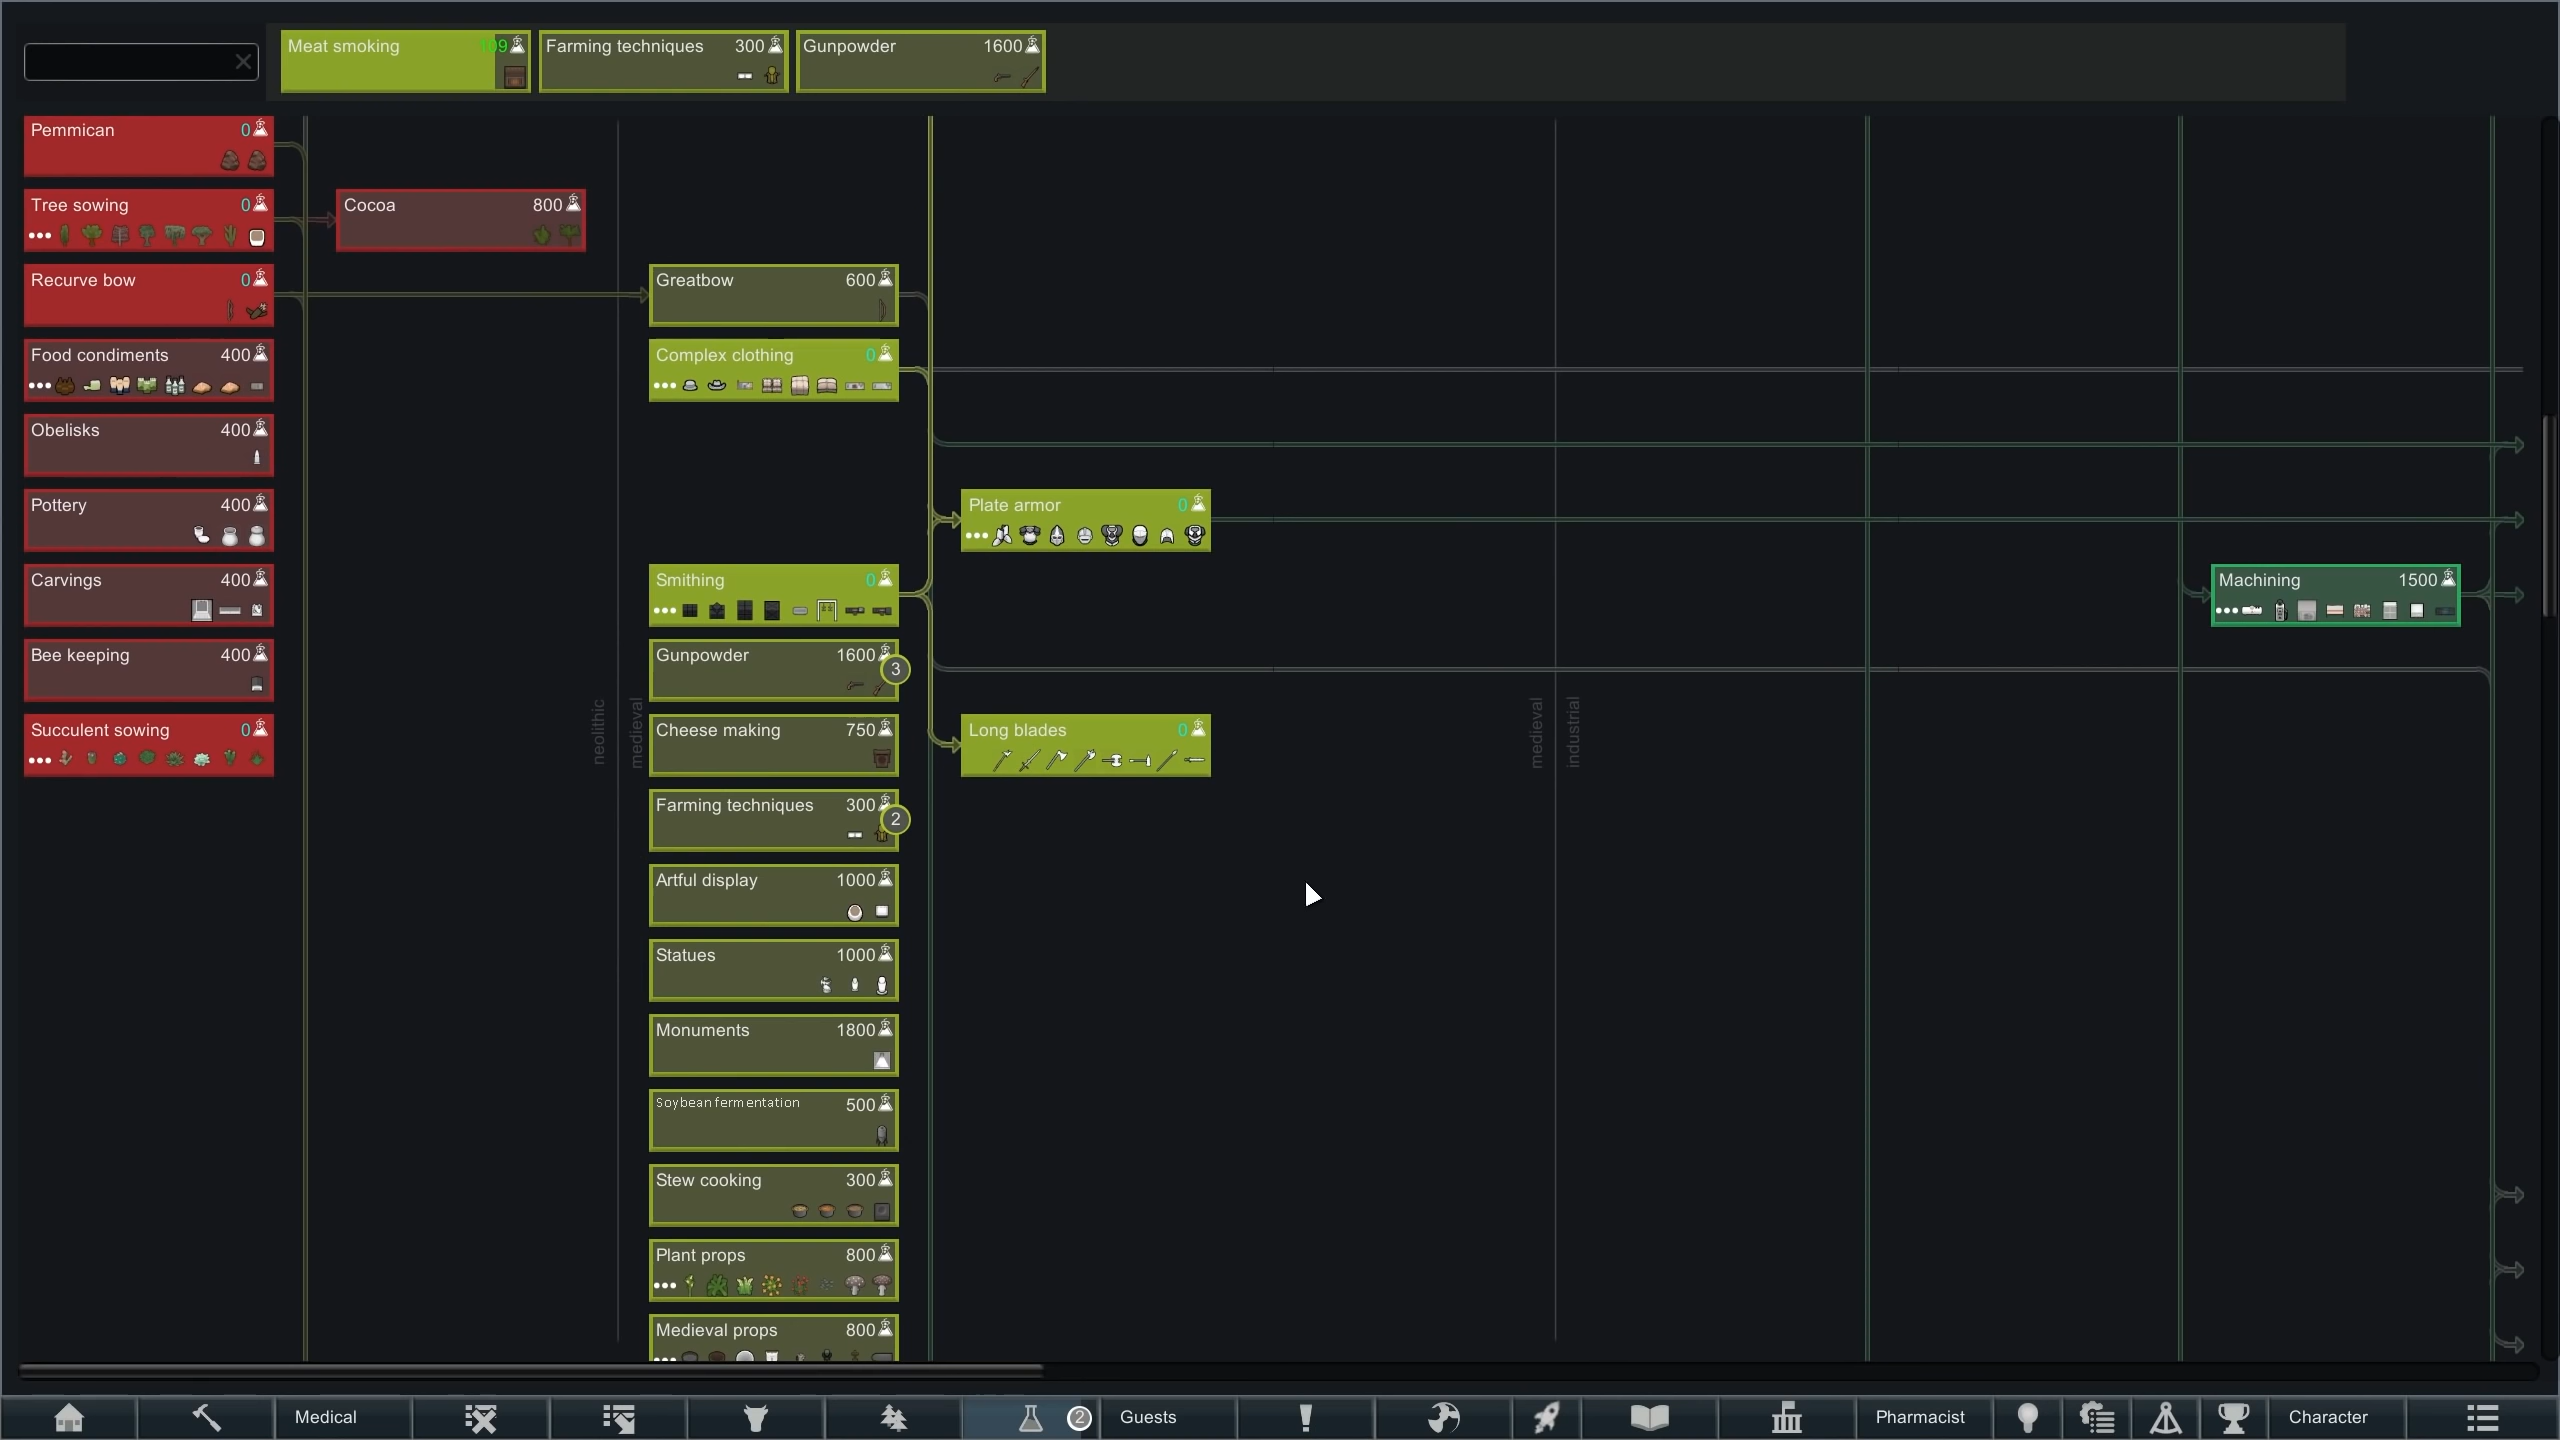 Meat smoking 109
Farming techniques 300
Gunpowder 1600
Pemmican 0
Tree sowing 0
Cocoa 800
Recurve bow 0
Greatbow 600
Food condiments 400
Complex clothing 0
Obelisks 400
Pottery 400
Plate armor 0
Carvings 400
Smithing 0
Machining 1500
Bee keeping 400
Gunpowder 1600
3
neolithic
medieval
medieval
industrial
Succulent sowing 0
Cheese making 750
Long blades 0
Farming techniques 300
2
Artful display 1000
Statues 1000
Monuments 1800
Soybean fermentation 500
Stew cooking 300
Plant props 800
Medieval props 800
Medical
2
Guests
Pharmacist
Character